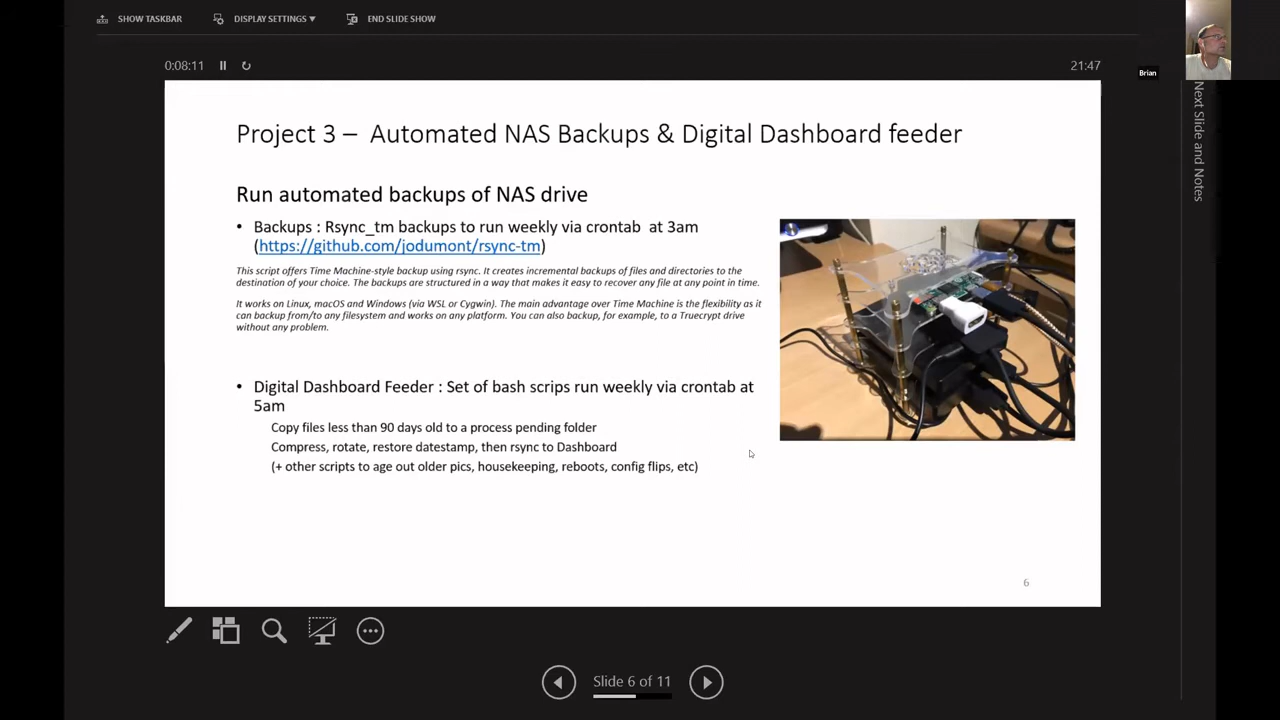 SHOW TASKBAR DISPLAY SETTINGS ▼ END SLIDE SHOW
0:08:11 21:47
Brian
Next Slide and Notes
Project 3 – Automated NAS Backups & Digital Dashboard feeder
Run automated backups of NAS drive
• Backups : Rsync_tm backups to run weekly via crontab at 3am
(https://github.com/jodumont/rsync-tm)
This script offers Time Machine-style backup using rsync. It creates incremental backups of files and directories to the
destination of your choice. The backups are structured in a way that makes it easy to recover any file at any point in time.
It works on Linux, macOS and Windows (via WSL or Cygwin). The main advantage over Time Machine is the flexibility as it
can backup from/to any filesystem and works on any platform. You can also backup, for example, to a Truecrypt drive
without any problem.
• Digital Dashboard Feeder : Set of bash scrips run weekly via crontab at
5am
Copy files less than 90 days old to a process pending folder
Compress, rotate, restore datestamp, then rsync to Dashboard
(+ other scripts to age out older pics, housekeeping, reboots, config flips, etc)
6
Slide 6 of 11